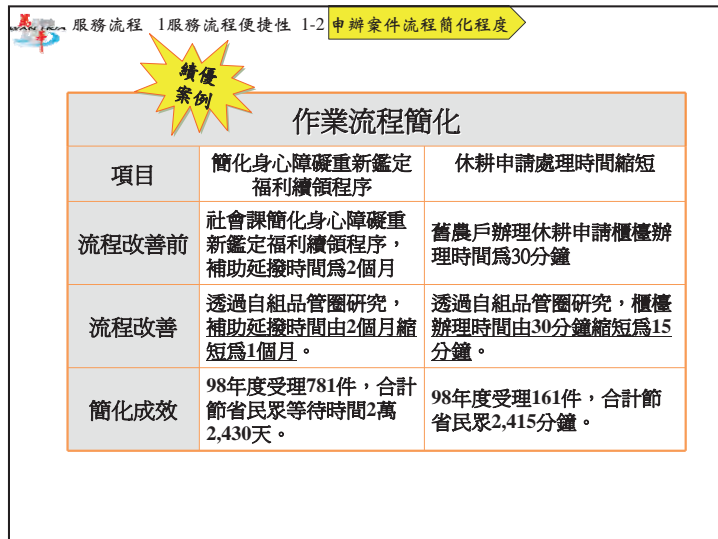 萬華
WAN HUA
服務流程 1服務流程便捷性 1-2 申辦案件流程簡化程度
績優
案例
作業流程簡化
項目
簡化身心障礙重新鑑定
福利續領程序
休耕申請處理時間縮短
流程改善前
社會課簡化身心障礙重
新鑑定福利續領程序，
補助延撥時間為2個月
舊農戶辦理休耕申請櫃檯辦
理時間為30分鐘
流程改善
透過自組品管圈研究，
補助延撥時間由2個月縮
短為1個月。
透過自組品管圈研究，櫃檯
辦理時間由30分鐘縮短為15
分鐘。
簡化成效
98年度受理781件，合計
節省民眾等待時間2萬
2,430天。
98年度受理161件，合計節
省民眾2,415分鐘。